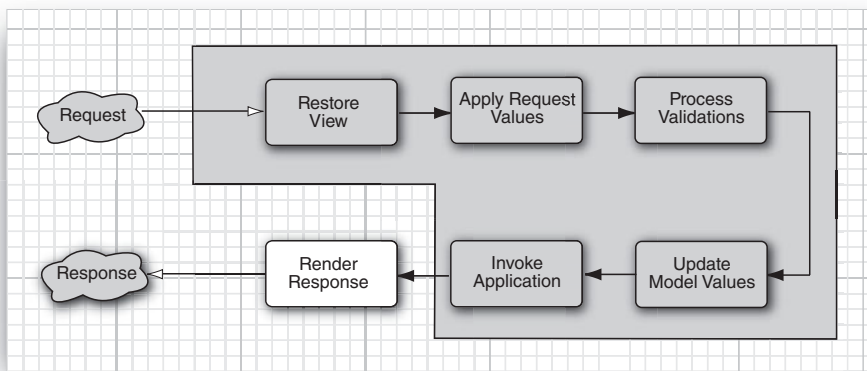 Request
Restore
View
Apply Request
Values
Process
Validations
Response
Render
Response
Invoke
Application
Update
Model Values